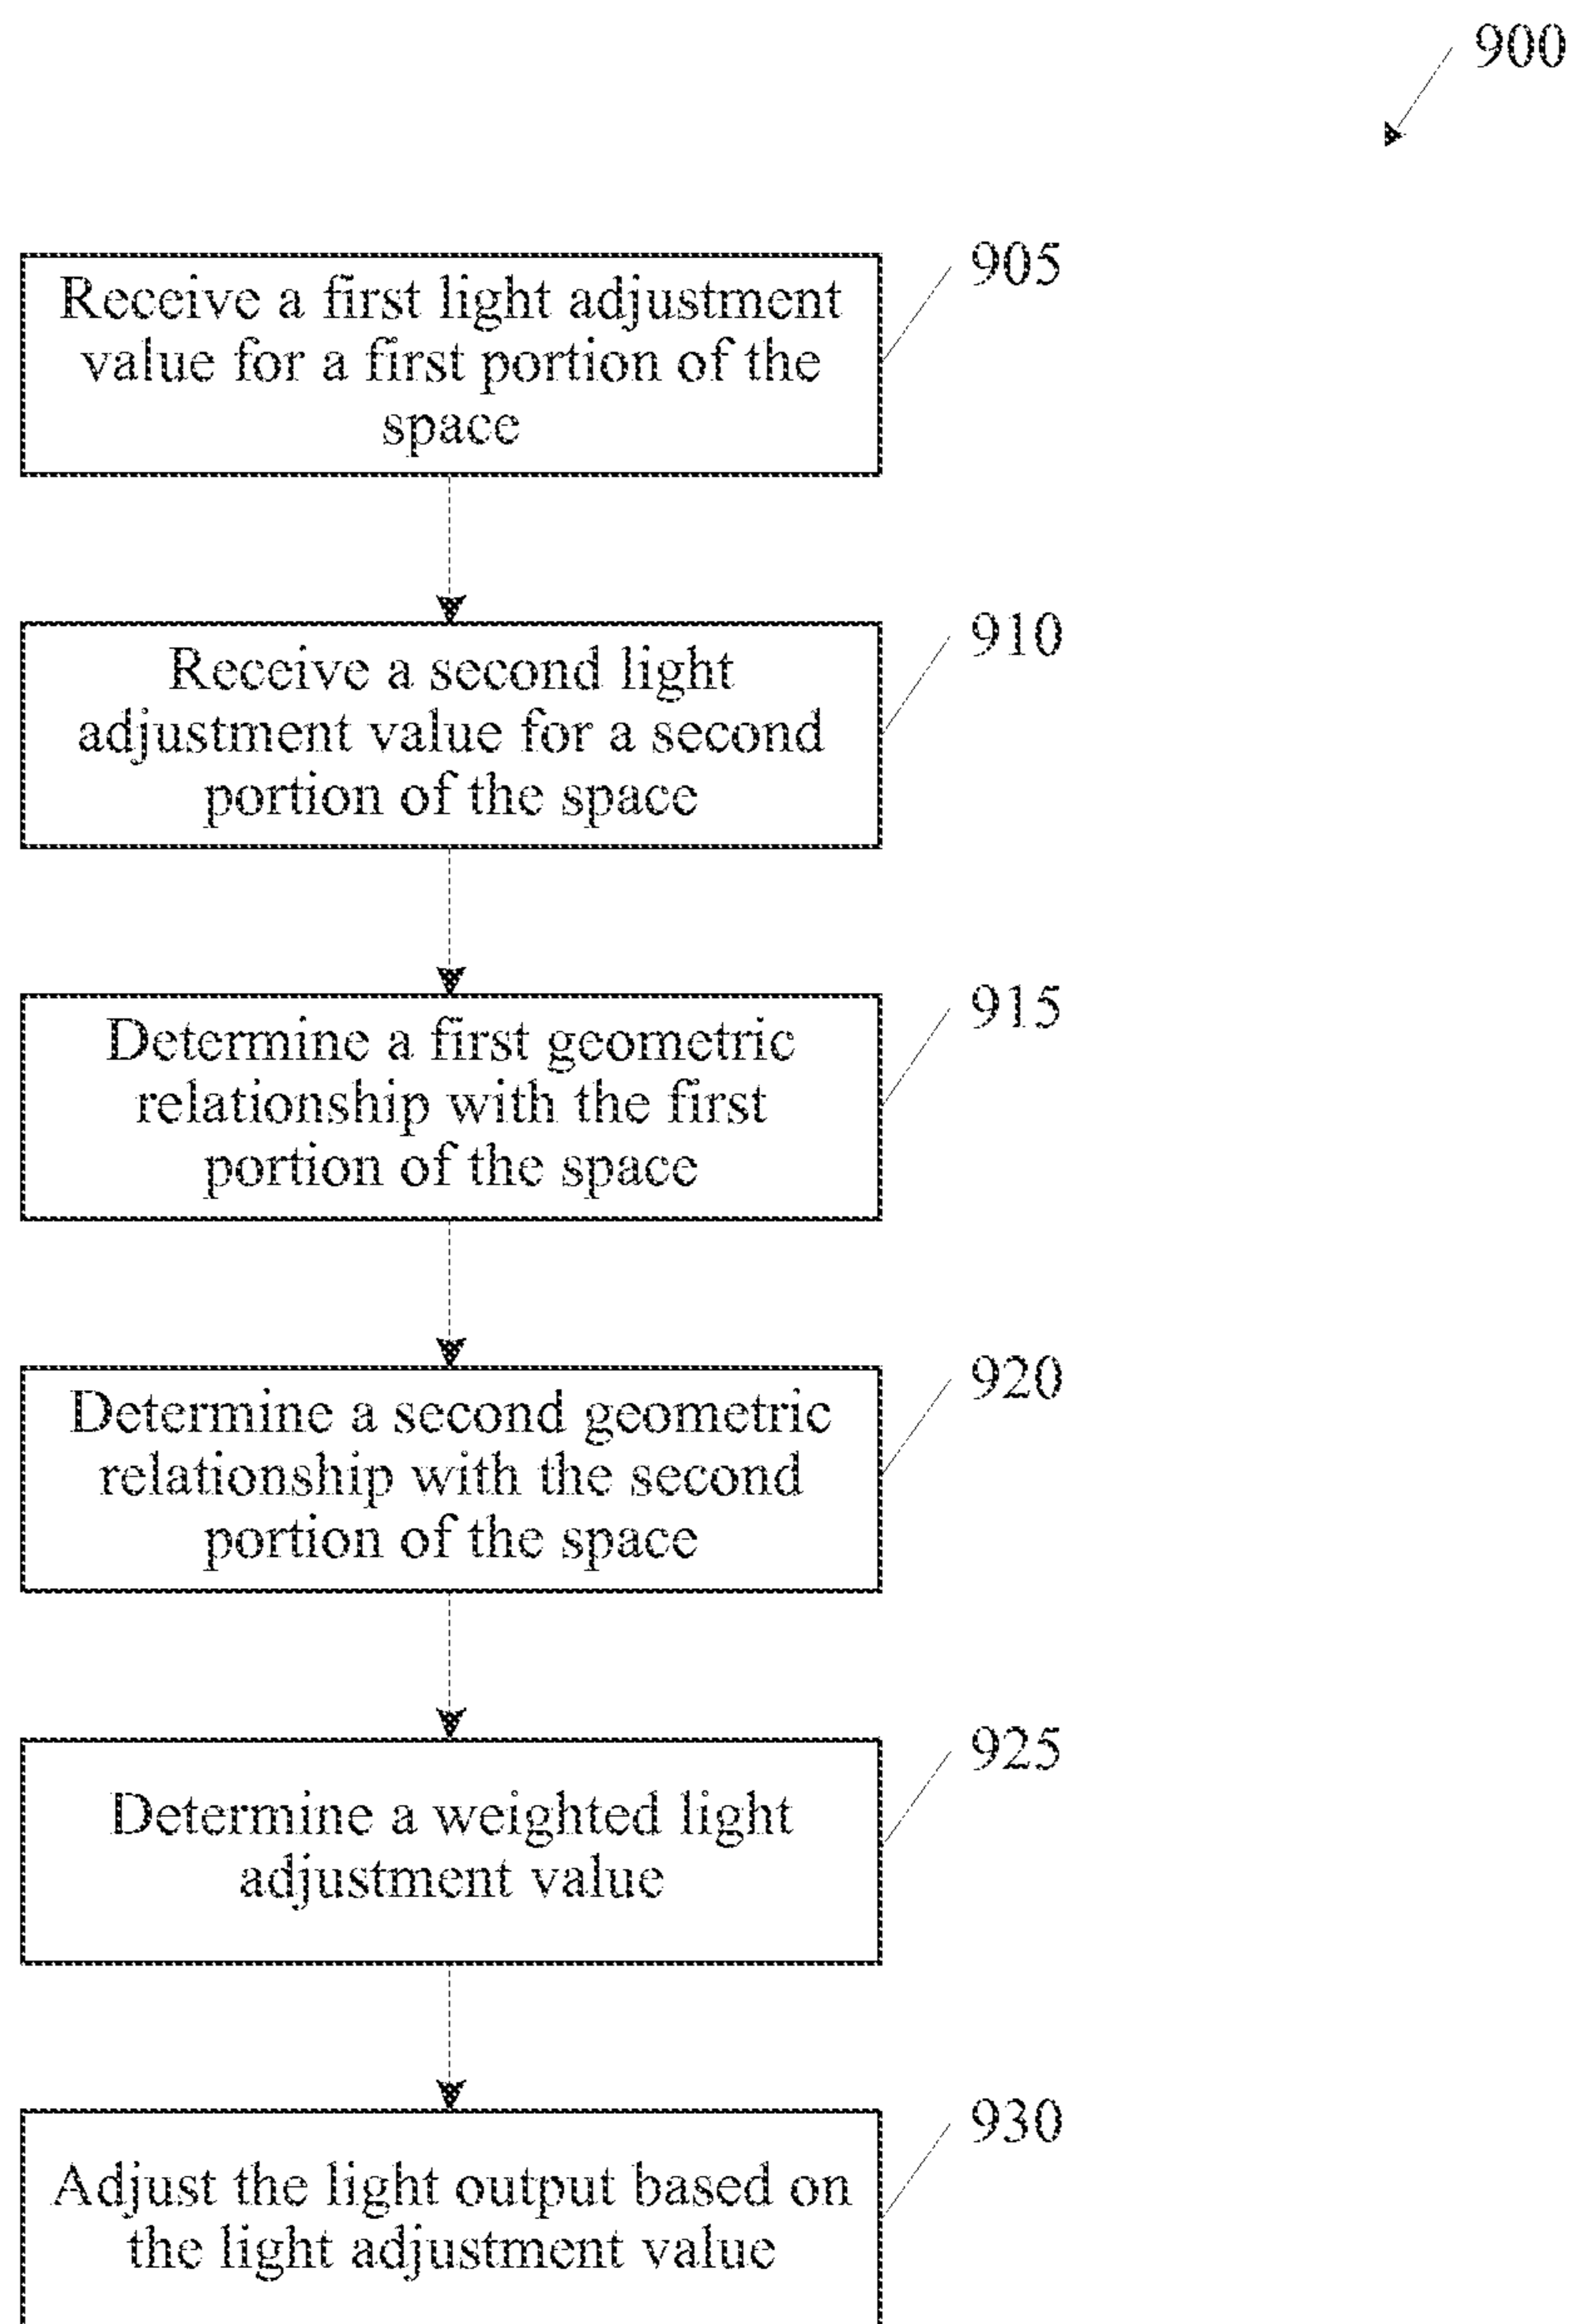 900
Receive a first light adjustment
value for a first portion of the
space
905
Receive a second light
adjustment value for a second
portion of the space
910
Determine a first geometric
relationship with the first
portion of the space
915
Determine a second geometric
relationship with the second
portion of the space
920
Determine a weighted light
adjustment value
925
Adjust the light output based on
the light adjustment value
930